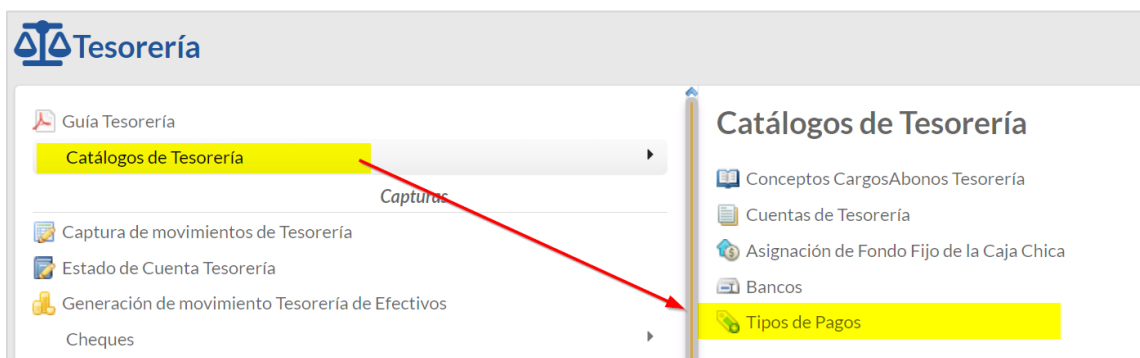 Tesorería
Guía Tesorería
Catálogos de Tesorería
Capturas
Captura de movimientos de Tesorería
Estado de Cuenta Tesorería
Generación de movimiento Tesorería de Efectivos
Cheques
Catálogos de Tesorería
Conceptos CargosAbonos Tesorería
Cuentas de Tesorería
Asignación de Fondo Fijo de la Caja Chica
Bancos
Tipos de Pagos